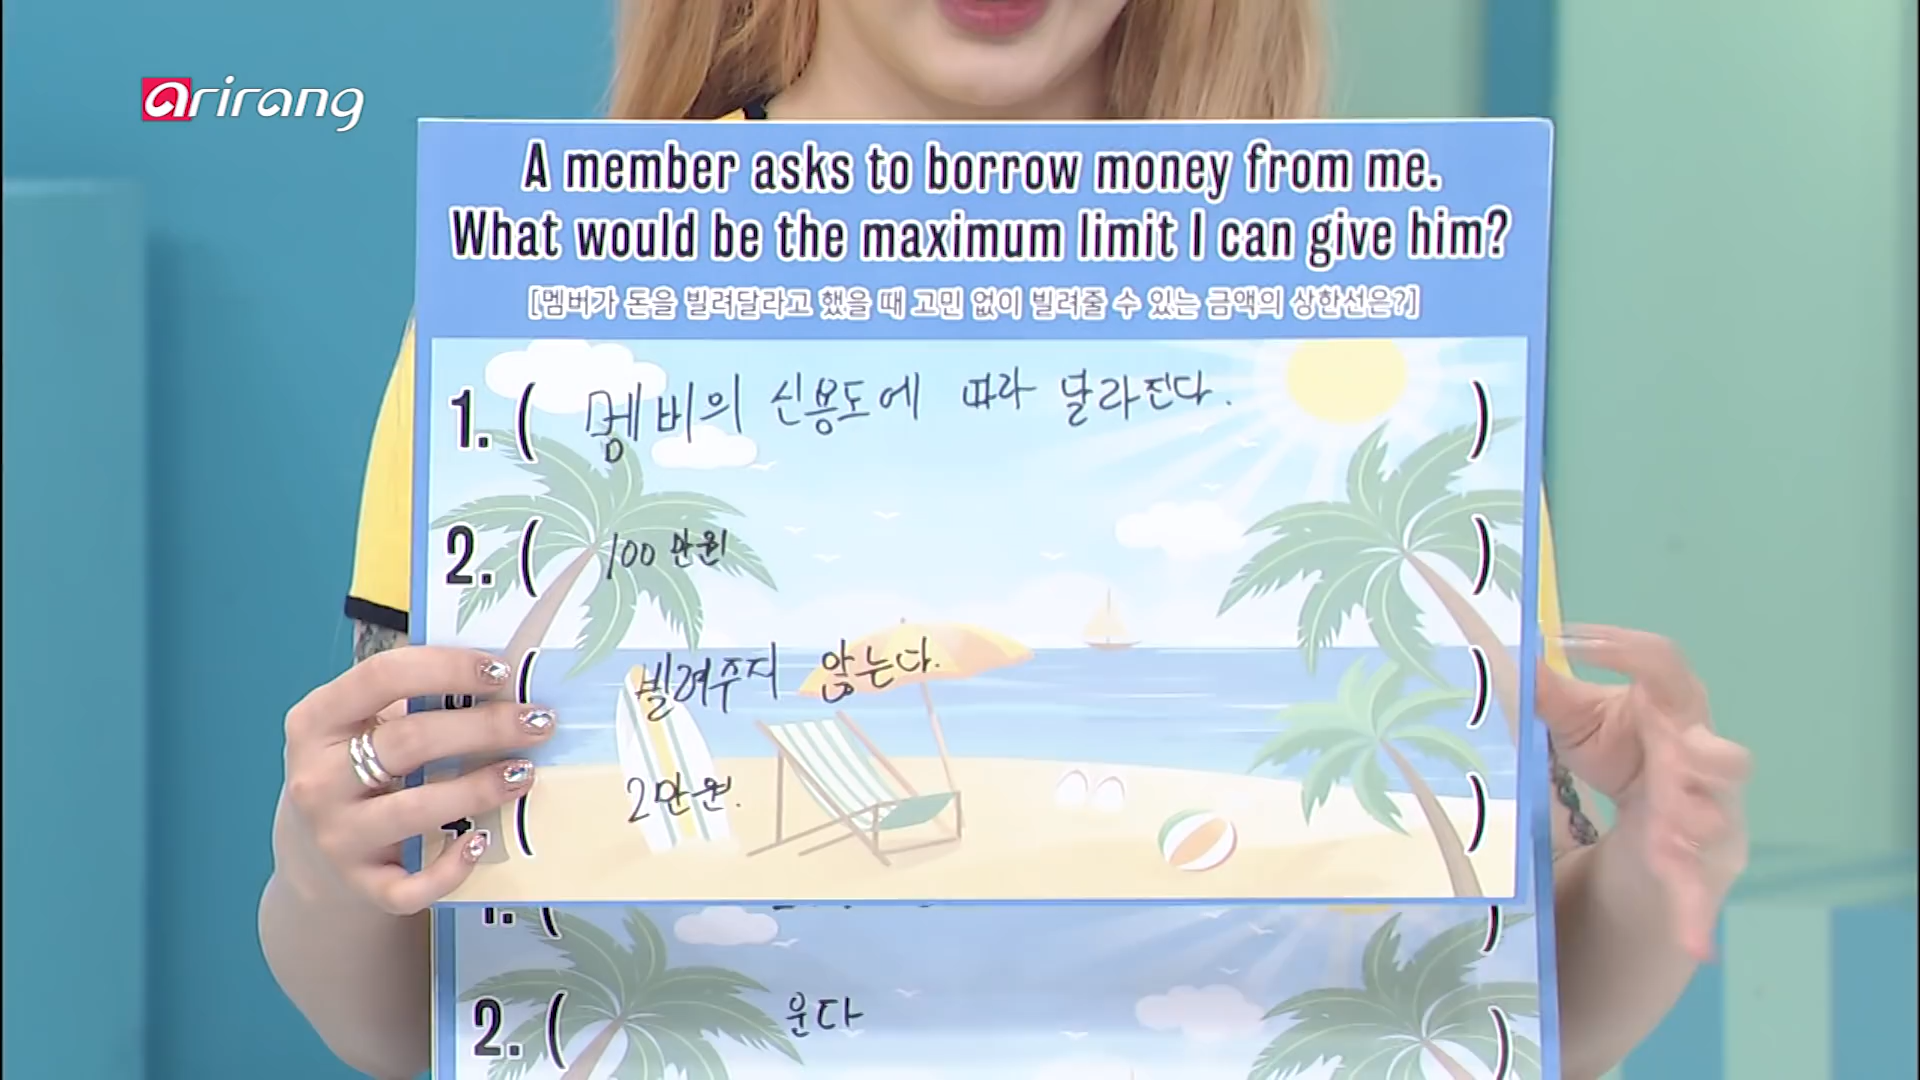 arirang
A member asks to borrow money from me.
What would be the maximum limit I can give him?
[멤버가 돈을 빌려달라고 했을 때 고민 없이 빌려줄 수 있는 금액의 상한선은?]
1. ( 멤버의 신용도에 따라 달라진다. )
2. ( 100만원 )
( 빌려주지 않는다. )
( 2만원. )
1. ( )
2. ( 운다 )